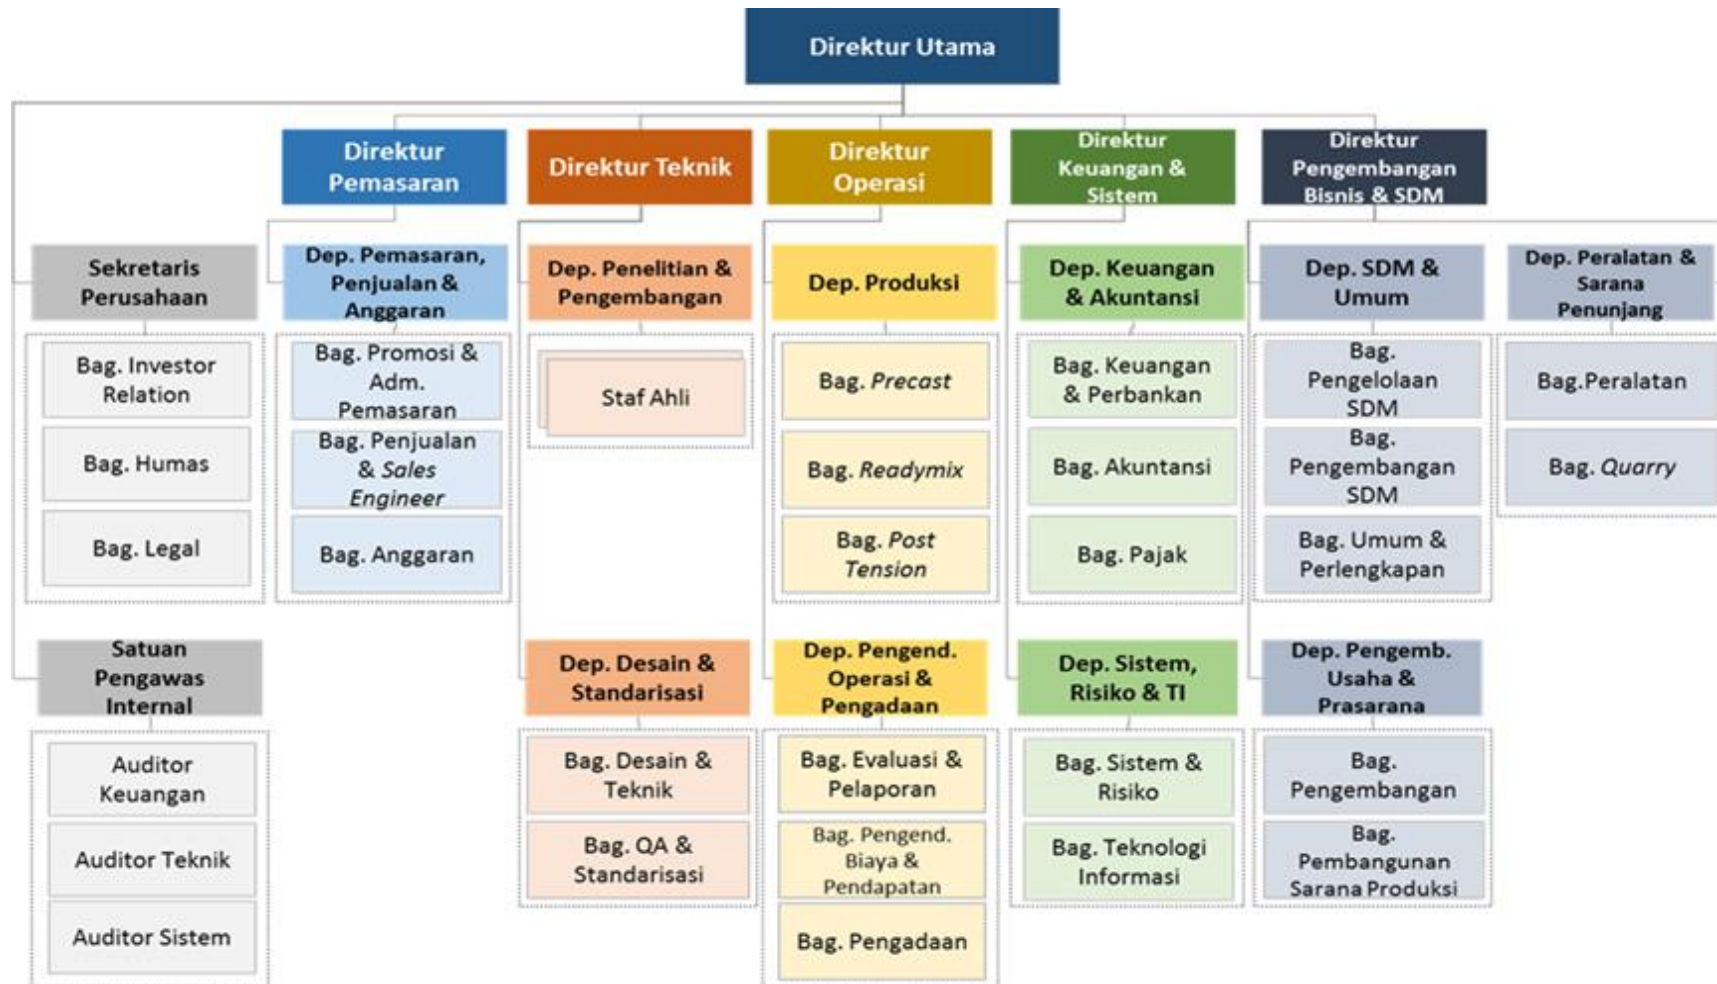 Direktur Utama
Direktur
Pemasaran
Direktur Teknik
Direktur
Operasi
Direktur
Keuangan &
Sistem
Direktur
Pengembangan
Bisnis & SDM
Sekretaris
Perusahaan
Dep. Pemasaran,
Penjualan &
Anggaran
Dep. Penelitian &
Pengembangan
Dep. Produksi
Dep. Keuangan
& Akuntansi
Dep. SDM &
Umum
Dep. Peralatan &
Sarana
Penunjang
Bag. Investor
Relation
Bag. Humas
Bag. Legal
Bag. Promosi &
Adm.
Pemasaran
Bag. Penjualan
& Sales
Engineer
Bag. Anggaran
Staf Ahli
Bag. Precast
Bag. Readymix
Bag. Post
Tension
Bag. Keuangan
& Perbankan
Bag. Akuntansi
Bag. Pajak
Bag.
Pengelolaan
SDM
Bag.
Pengembangan
SDM
Bag. Umum &
Perlengkapan
Bag.Peralatan
Bag. Quarry
Satuan
Pengawas
Internal
Dep. Desain &
Standarisasi
Dep. Pengend.
Operasi &
Pengadaan
Dep. Sistem,
Risiko & TI
Dep. Pengemb.
Usaha &
Prasarana
Auditor
Keuangan
Auditor Teknik
Auditor Sistem
Bag. Desain &
Teknik
Bag. QA &
Standarisasi
Bag. Evaluasi &
Pelaporan
Bag. Pengend.
Biaya &
Pendapatan
Bag. Pengadaan
Bag. Sistem &
Risiko
Bag. Teknologi
Informasi
Bag.
Pengembangan
Bag.
Pembangunan
Sarana Produksi